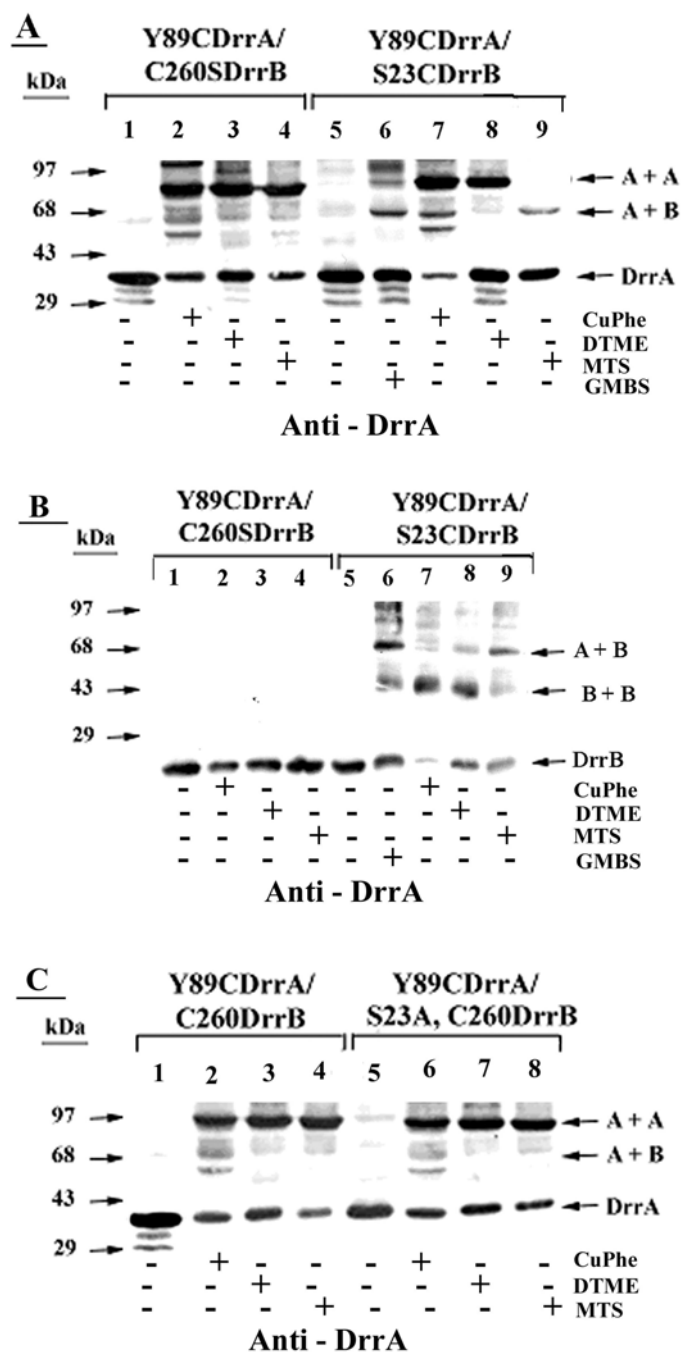 A
Y89CDrrA/ Y89CDrrA/
C260SDrrB S23CDrrB
kDa
1 2 3 4 5 6 7 8 9
97
A + A
68
A + B
43
DrrA
29
- + - - - - + - - CuPhe
- - + - - - - + - DTME
- - - + - - - - + MTS
- - - - - + - - - GMBS
Anti - DrrA
B
Y89CDrrA/ Y89CDrrA/
C260SDrrB S23CDrrB
kDa
1 2 3 4 5 6 7 8 9
97
68
A + B
43
B + B
29
DrrB
- + - - - - + - - CuPhe
- - + - - - - + - DTME
- - - + - - - - + MTS
- - - - - + - - - GMBS
Anti - DrrA
C
Y89CDrrA/ Y89CDrrA/
C260DrrB S23A, C260DrrB
kDa
1 2 3 4 5 6 7 8
97
A + A
68
A + B
43
DrrA
29
- + - - - + - - CuPhe
- - + - - - + - DTME
- - - + - - - + MTS
Anti - DrrA